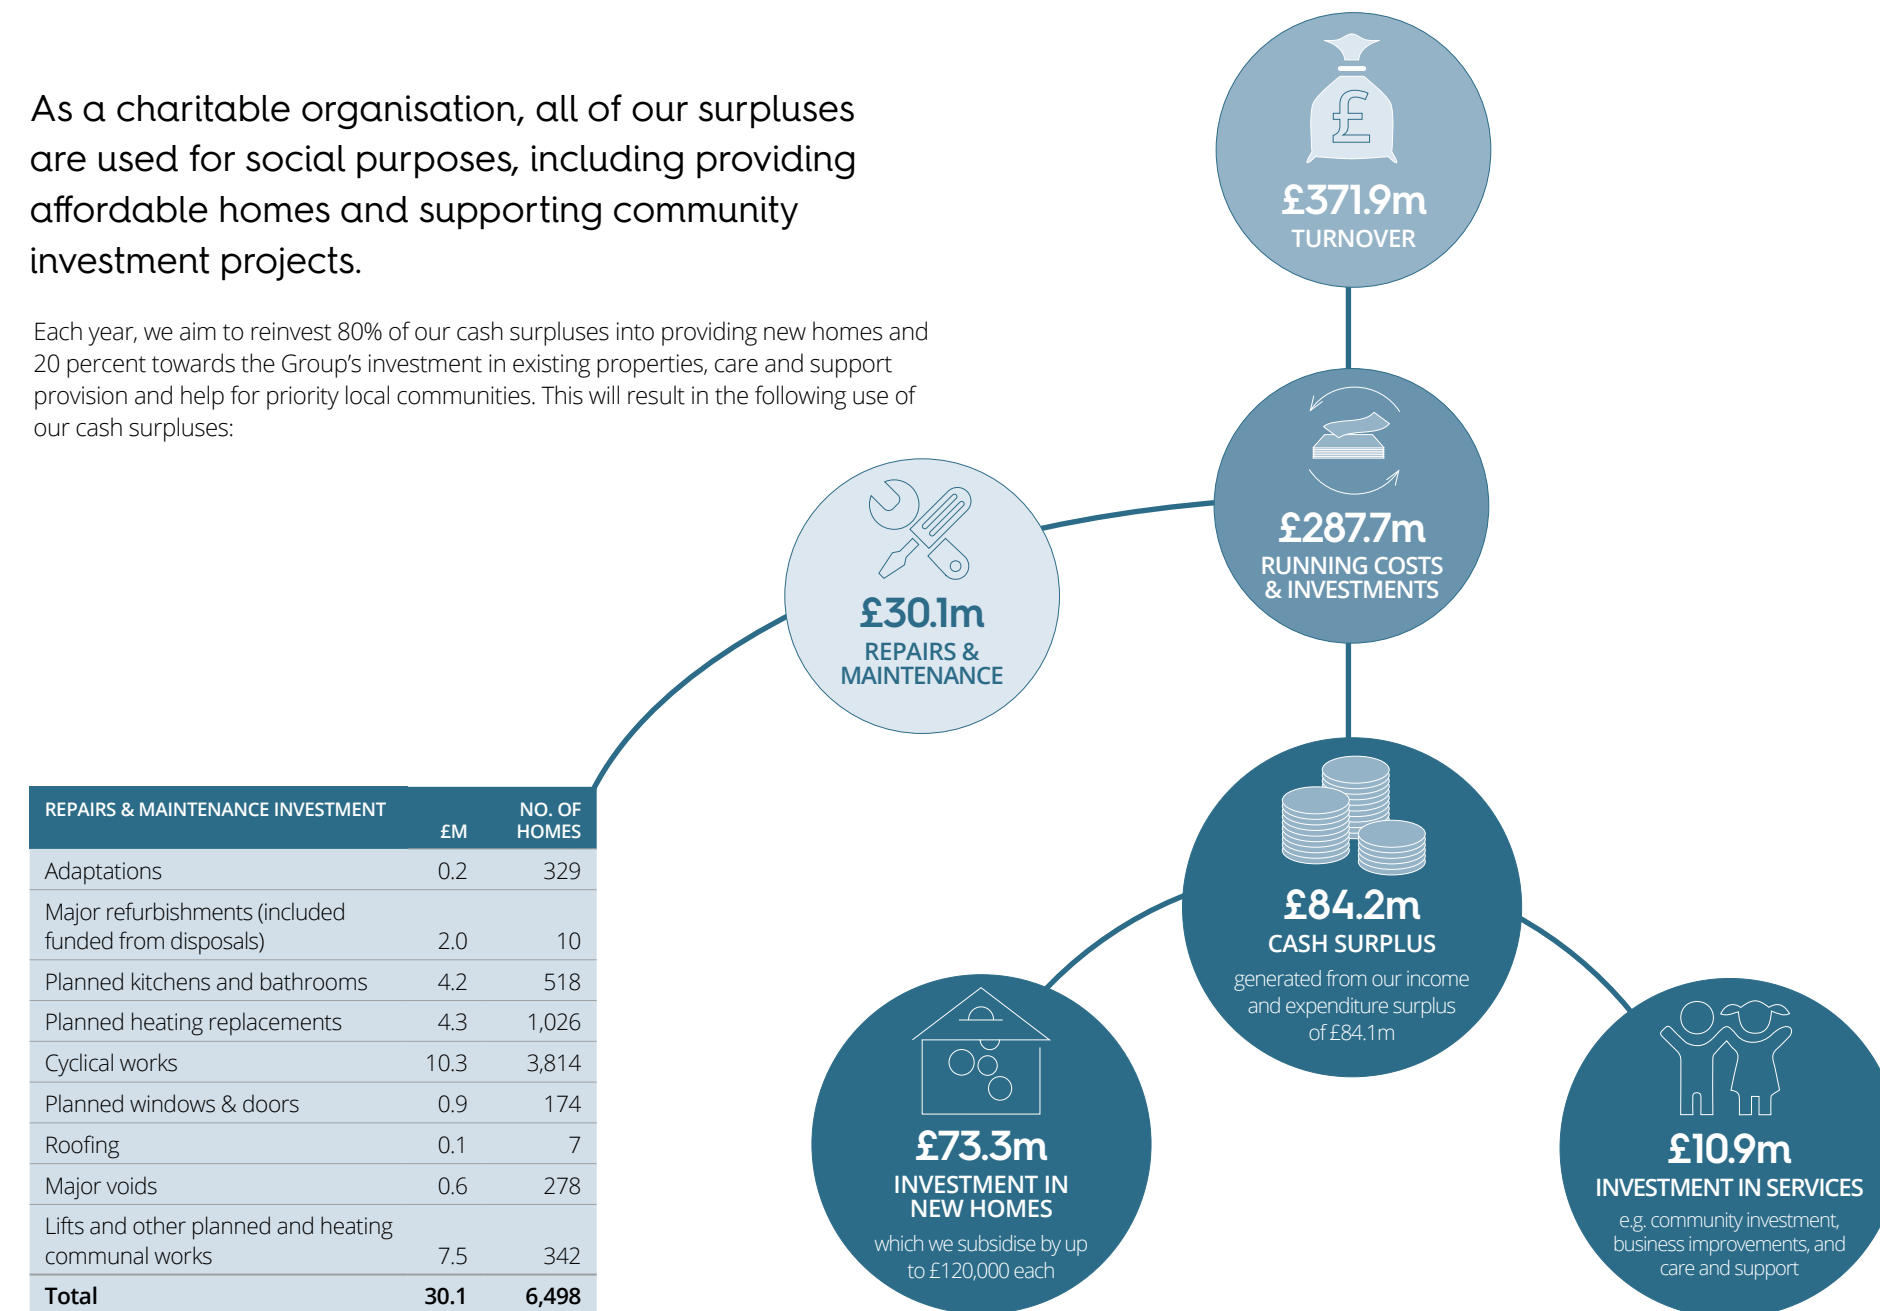 As a charitable organisation, all of our surpluses
are used for social purposes, including providing
affordable homes and supporting community
investment projects.
Each year, we aim to reinvest 80% of our cash surpluses into providing new homes and
20 percent towards the Group’s investment in existing properties, care and support
provision and help for priority local communities. This will result in the following use of
our cash surpluses:
£
£371.9m
TURNOVER
£287.7m
RUNNING COSTS
& INVESTMENTS
£30.1m
REPAIRS &
MAINTENANCE
£84.2m
CASH SURPLUS
generated from our income
and expenditure surplus
of £84.1m
£73.3m
INVESTMENT IN
NEW HOMES
which we subsidise by up
to £120,000 each
£10.9m
INVESTMENT IN SERVICES
e.g. community investment,
business improvements, and
care and support
REPAIRS & MAINTENANCE INVESTMENT £M NO. OF
HOMES
Adaptations 0.2 329
Major refurbishments (included
funded from disposals) 2.0 10
Planned kitchens and bathrooms 4.2 518
Planned heating replacements 4.3 1,026
Cyclical works 10.3 3,814
Planned windows & doors 0.9 174
Roofing 0.1 7
Major voids 0.6 278
Lifts and other planned and heating
communal works 7.5 342
Total 30.1 6,498